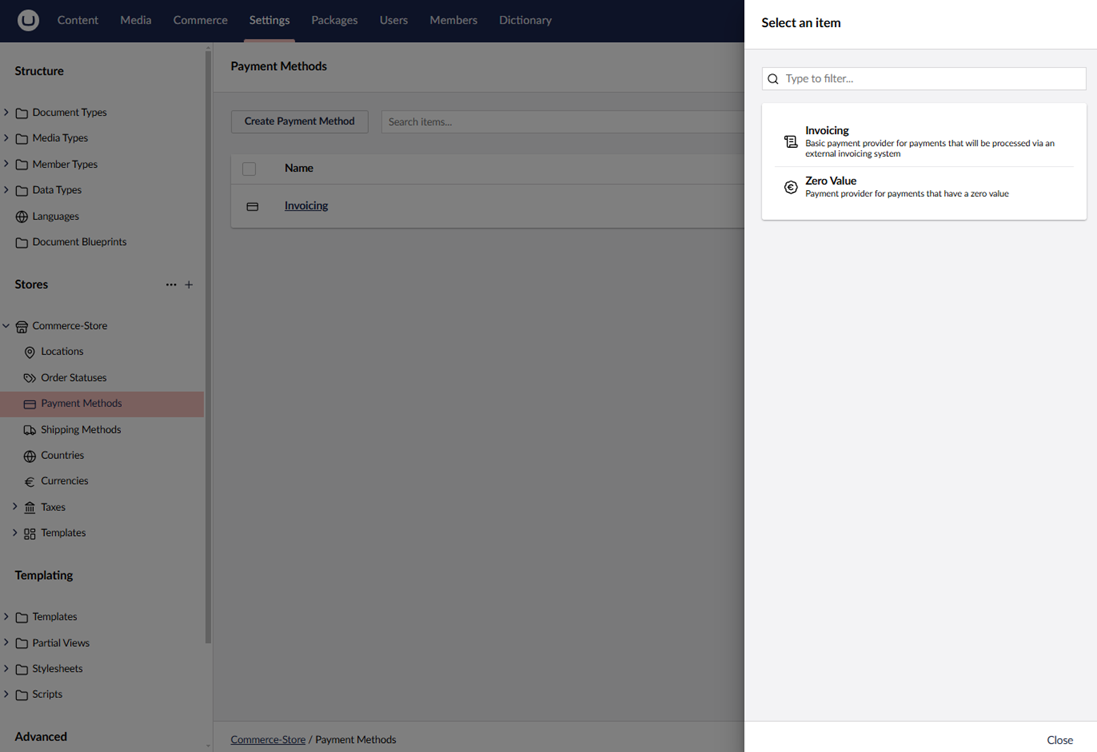 Content Media Commerce Settings Packages Users Members Dictionary
Structure
Document Types
Media Types
Member Types
Data Types
Languages
Document Blueprints
Stores
Commerce-Store
Locations
Order Statuses
Payment Methods
Shipping Methods
Countries
Currencies
Taxes
Templates
Templating
Templates
Partial Views
Stylesheets
Scripts
Advanced
Payment Methods
Create Payment Method
Search items...
Name
Invoicing
Commerce-Store / Payment Methods
Select an item
Type to filter...
Invoicing
Basic payment provider for payments that will be processed via an
external invoicing system
Zero Value
Payment provider for payments that have a zero value
Close